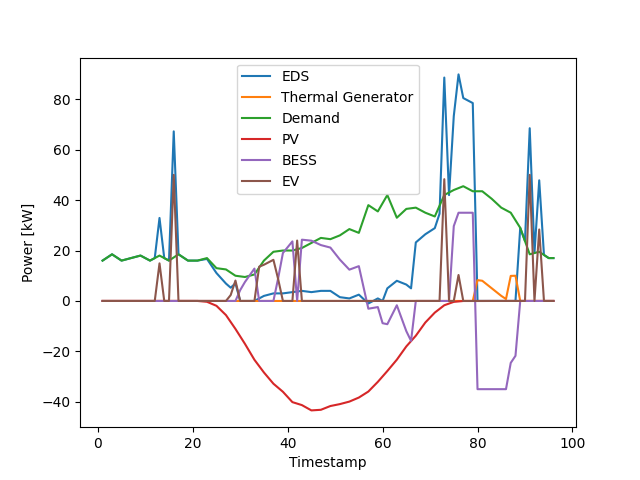 EDS
Thermal Generator
Demand
PV
BESS
EV
Power [kW]
80
60
40
20
0
−20
−40
0 20 40 60 80 100
Timestamp